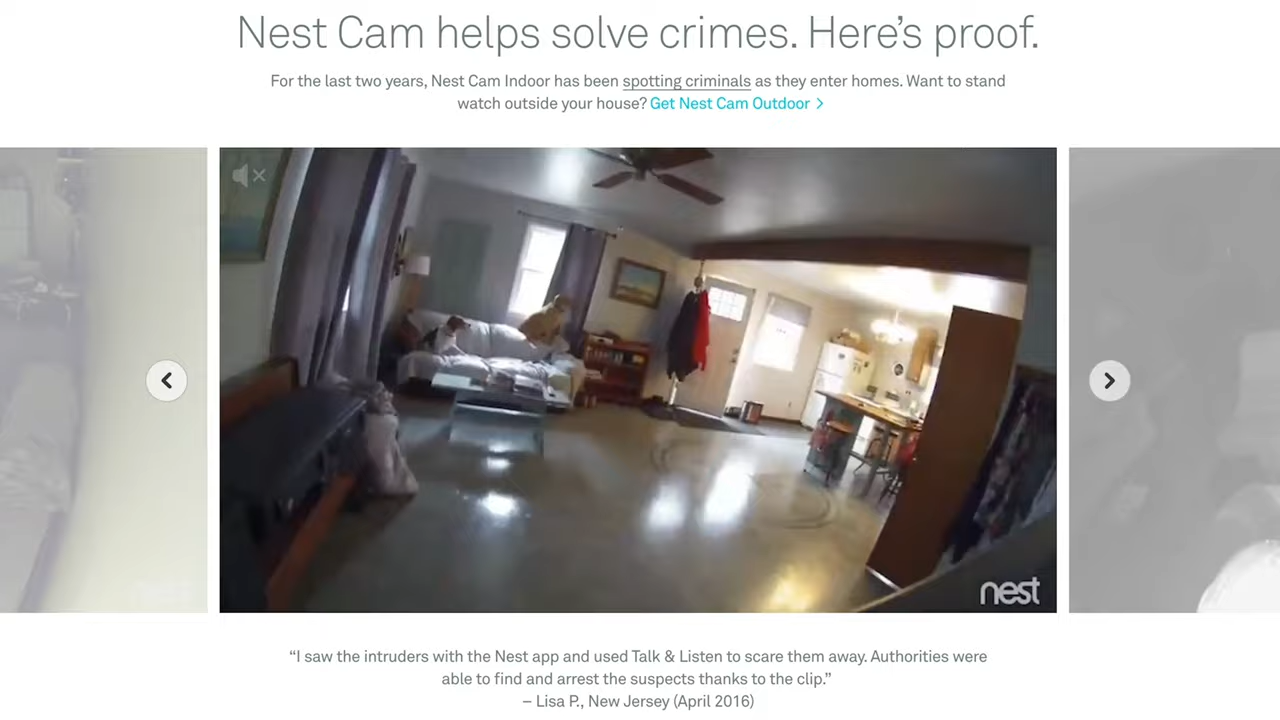 Nest Cam helps solve crimes. Here’s proof.
For the last two years, Nest Cam Indoor has been spotting criminals as they enter homes. Want to stand
watch outside your house? Get Nest Cam Outdoor >
nest
“I saw the intruders with the Nest app and used Talk & Listen to scare them away. Authorities were
able to find and arrest the suspects thanks to the clip.”
– Lisa P., New Jersey (April 2016)